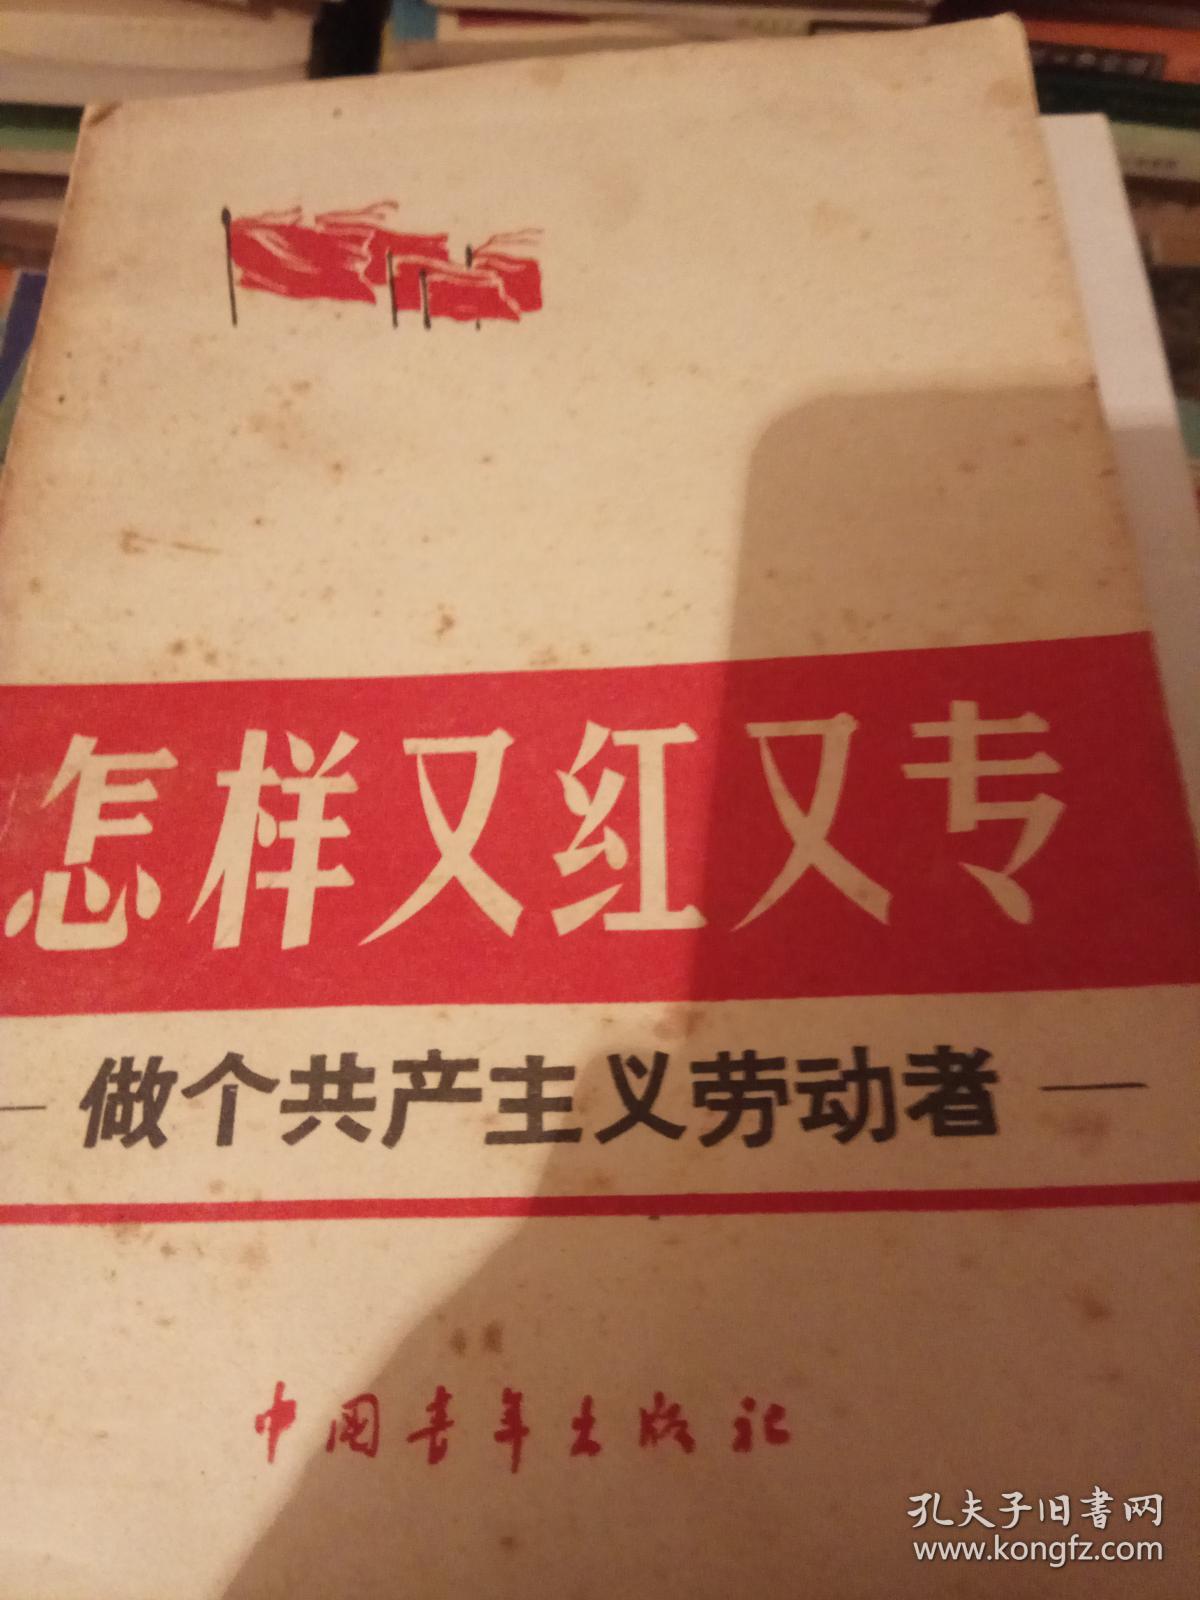 怎样又红又专
— 做个共产主义劳动者 —
中国青年出版社
孔夫子旧书网
www.kongfz.com